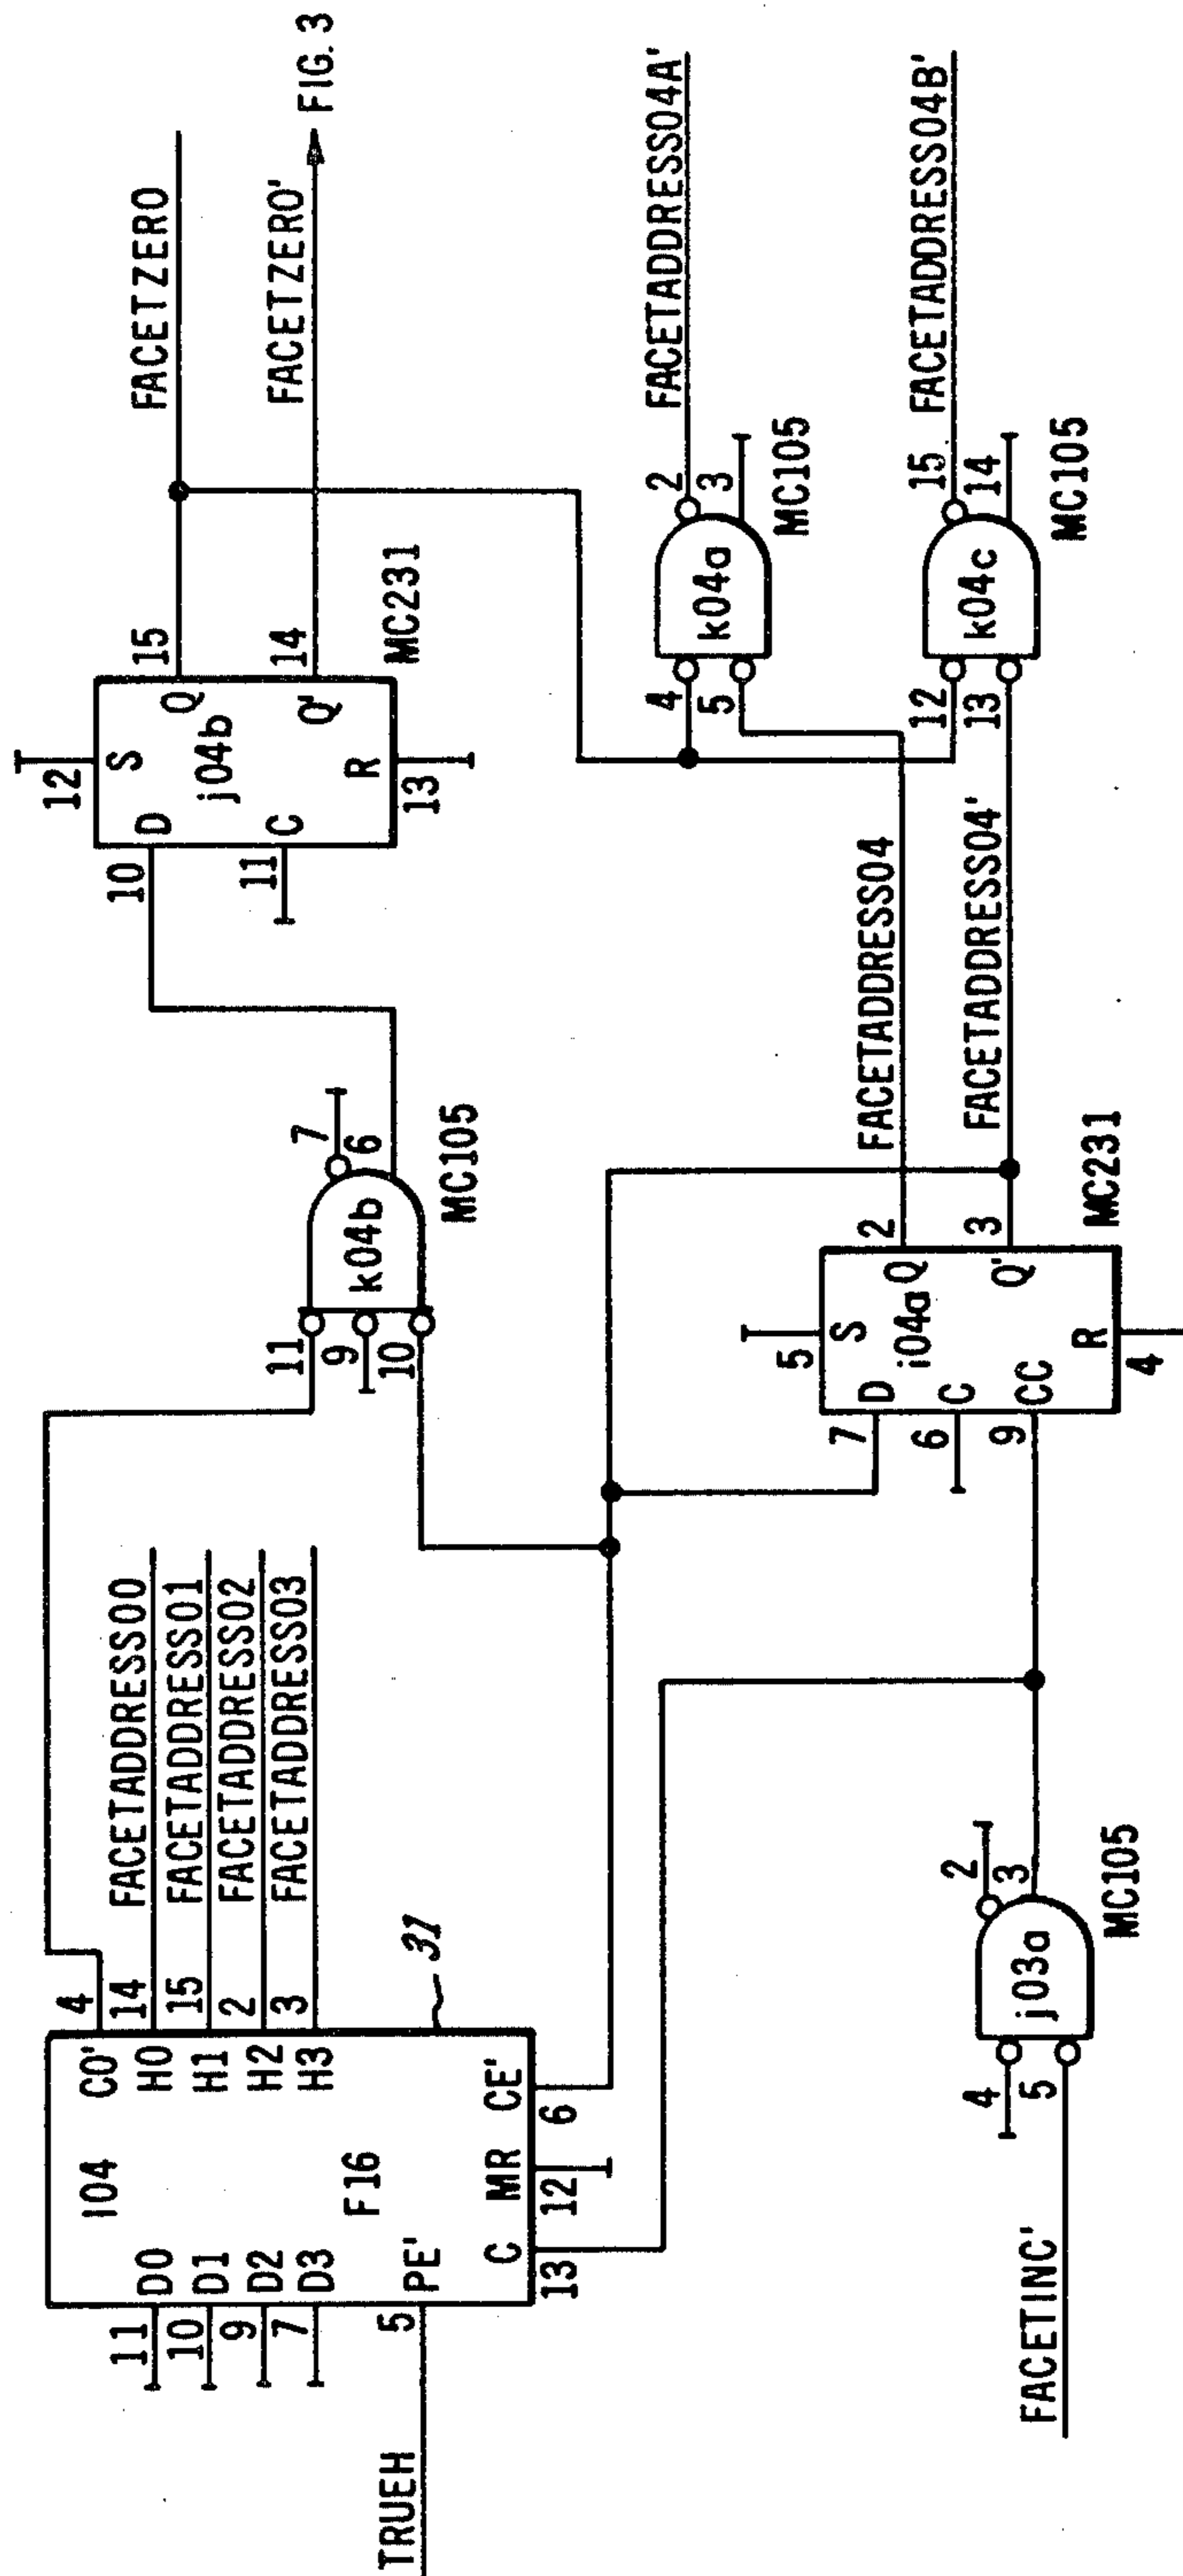 TRUEH
5
11
10
9
7
D0
D1
D2
D3
PE'
I04
F16
C
MR
CE'
CO'
H0
H1
H2
H3
13
12
6
4
14
15
2
3
31
FACETADDRESS00
FACETADDRESS01
FACETADDRESS02
FACETADDRESS03
11
9
10
k04b
7
6
MC105
10
11
12
13
D
C
S
R
j04b
Q
Q'
15
14
MC231
FACETZERO
FACETZERO'
FIG. 3
FACETINC'
4
5
j03a
2
3
MC105
7
6
9
5
4
D
C
CC
S
R
i04a
Q
Q'
2
3
MC231
FACETADDRESS04
FACETADDRESS04'
4
5
k04a
2
3
MC105
FACETADDRESS04A'
12
13
k04c
15
14
MC105
FACETADDRESS04B'